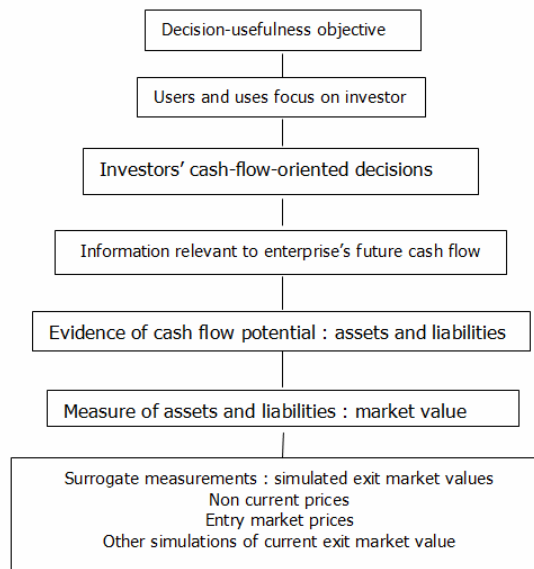 Decision-usefulness objective
Users and uses focus on investor
Investors’ cash-flow-oriented decisions
Information relevant to enterprise’s future cash flow
Evidence of cash flow potential : assets and liabilities
Measure of assets and liabilities : market value
Surrogate measurements : simulated exit market values
Non current prices
Entry market prices
Other simulations of current exit market value